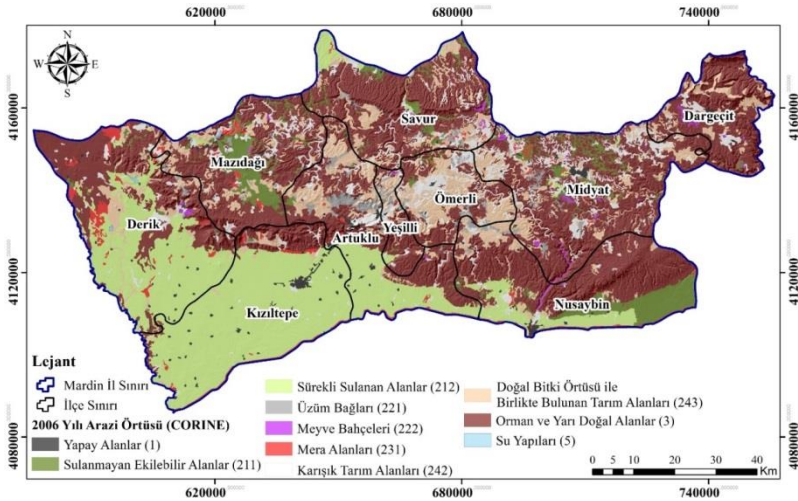 620000 680000 740000
N
W E
S
4160000 4160000
Savur
Dargeçit
Mazıdağı
Midyat
Ömerli
Derik
Yeşilli
Artuklu
4120000 4120000
Nusaybin
Kızıltepe
Lejant
Mardin İl Sınırı
İlçe Sınırı
2006 Yılı Arazi Örtüsü (CORINE)
Yapay Alanlar (1)
Sulanmayan Ekilebilir Alanlar (211)
Sürekli Sulanan Alanlar (212)
Üzüm Bağları (221)
Meyve Bahçeleri (222)
Mera Alanları (231)
Karışık Tarım Alanları (242)
Doğal Bitki Örtüsü ile
Birlikte Bulunan Tarım Alanları (243)
Orman ve Yarı Doğal Alanlar (3)
Su Yapıları (5)
4080000 4080000
0 5 10 20 30 40
Km
620000 680000 740000